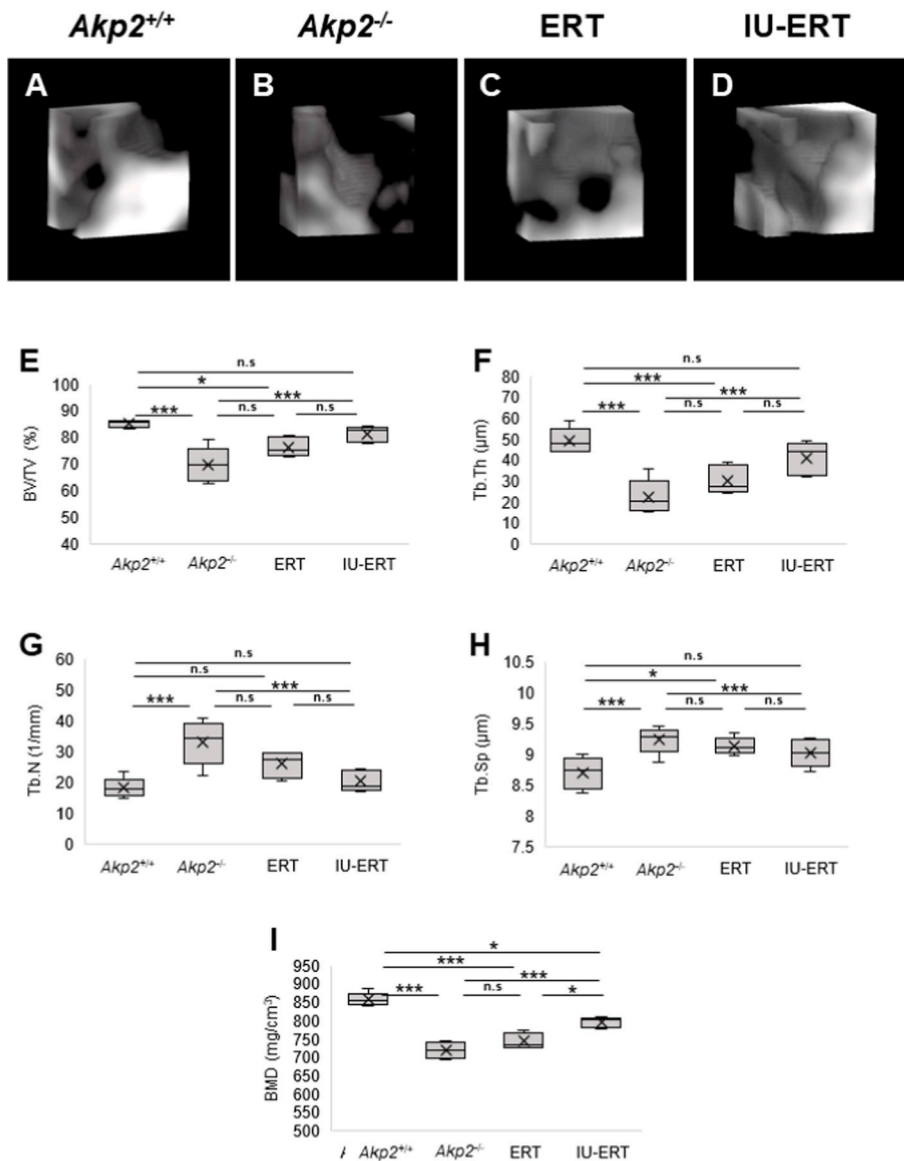 Akp2+/+ Akp2-/- ERT IU-ERT
A B C D
E
n.s
*
***
*** n.s n.s
BV/TV (%)
100
90
80
70
60
50
40
Akp2+/+ Akp2-/- ERT IU-ERT
F
n.s
***
***
*** n.s n.s
Tb.Th (μm)
80
70
60
50
40
30
20
10
0
Akp2+/+ Akp2-/- ERT IU-ERT
G
n.s
n.s
***
*** n.s n.s
Tb.N (1/mm)
60
50
40
30
20
10
0
Akp2+/+ Akp2-/- ERT IU-ERT
H
n.s
*
***
*** n.s n.s
Tb.Sp (μm)
10.5
10
9.5
9
8.5
8
7.5
Akp2+/+ Akp2-/- ERT IU-ERT
I
*
***
***
*** n.s *
BMD (mg/cm³)
950
900
850
800
750
700
650
600
550
500
Akp2+/+ Akp2-/- ERT IU-ERT